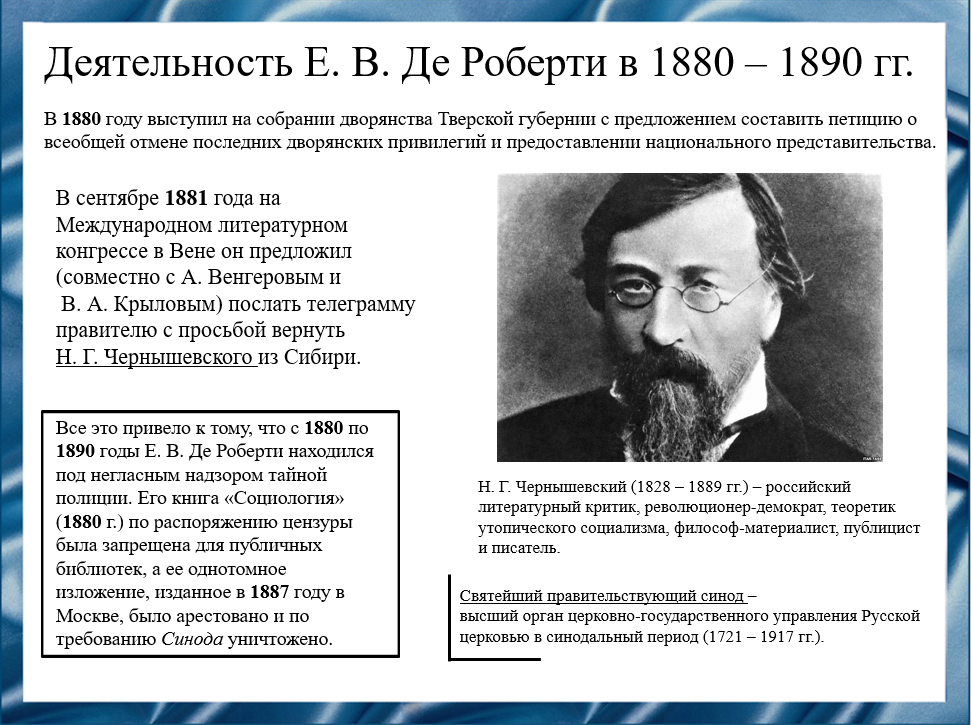 Деятельность Е. В. Де Роберти в 1880 – 1890 гг.
В 1880 году выступил на собрании дворянства Тверской губернии с предложением составить петицию о
всеобщей отмене последних дворянских привилегий и предоставлении национального представительства.
В сентябре 1881 года на
Международном литературном
конгрессе в Вене он предложил
(совместно с А. Венгеровым и
В. А. Крыловым) послать телеграмму
правителю с просьбой вернуть
Н. Г. Чернышевского из Сибири.
Все это привело к тому, что с 1880 по
1890 годы Е. В. Де Роберти находился
под негласным надзором тайной
полиции. Его книга «Социология»
(1880 г.) по распоряжению цензуры
была запрещена для публичных
библиотек, а ее однотомное
изложение, изданное в 1887 году в
Москве, было арестовано и по
требованию Синода уничтожено.
Н. Г. Чернышевский (1828 – 1889 гг.) – российский
литературный критик, революционер-демократ, теоретик
утопического социализма, философ-материалист, публицист
и писатель.
Святейший правительствующий синод –
высший орган церковно-государственного управления Русской
церковью в синодальный период (1721 – 1917 гг.).